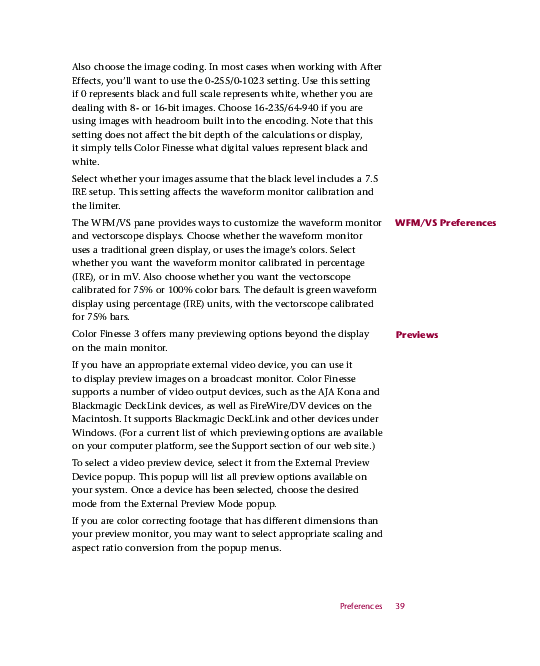 Also choose the image coding. In most cases when working with After
Effects, you'll want to use the 0-255/0-1023 setting. Use this setting
if 0 represents black and full scale represents white, whether you are
dealing with 8- or 16-bit images. Choose 16-235/64-940 if you are
using images with headroom built into the encoding. Note that this
setting does not affect the bit depth of the calculations or display,
it simply tells Color Finesse what digital values represent black and
white.
Select whether your images assume that the black level includes a 7.5
IRE setup. This setting affects the waveform monitor calibration and
the limiter.
WFM/VS Preferences
The WFM/VS pane provides ways to customize the waveform monitor
and vectorscope displays. Choose whether the waveform monitor
uses a traditional green display, or uses the image's colors. Select
whether you want the waveform monitor calibrated in percentage
(IRE), or in mV. Also choose whether you want the vectorscope
calibrated for 75% or 100% color bars. The default is green waveform
display using percentage (IRE) units, with the vectorscope calibrated
for 75% bars.
Previews
Color Finesse 3 offers many previewing options beyond the display
on the main monitor.
If you have an appropriate external video device, you can use it
to display preview images on a broadcast monitor. Color Finesse
supports a number of video output devices, such as the AJA Kona and
Blackmagic DeckLink devices, as well as FireWire/DV devices on the
Macintosh. It supports Blackmagic DeckLink and other devices under
Windows. (For a current list of which previewing options are available
on your computer platform, see the Support section of our web site.)
To select a video preview device, select it from the External Preview
Device popup. This popup will list all preview options available on
your system. Once a device has been selected, choose the desired
mode from the External Preview Mode popup.
If you are color correcting footage that has different dimensions than
your preview monitor, you may want to select appropriate scaling and
aspect ratio conversion from the popup menus.
Preferences 39